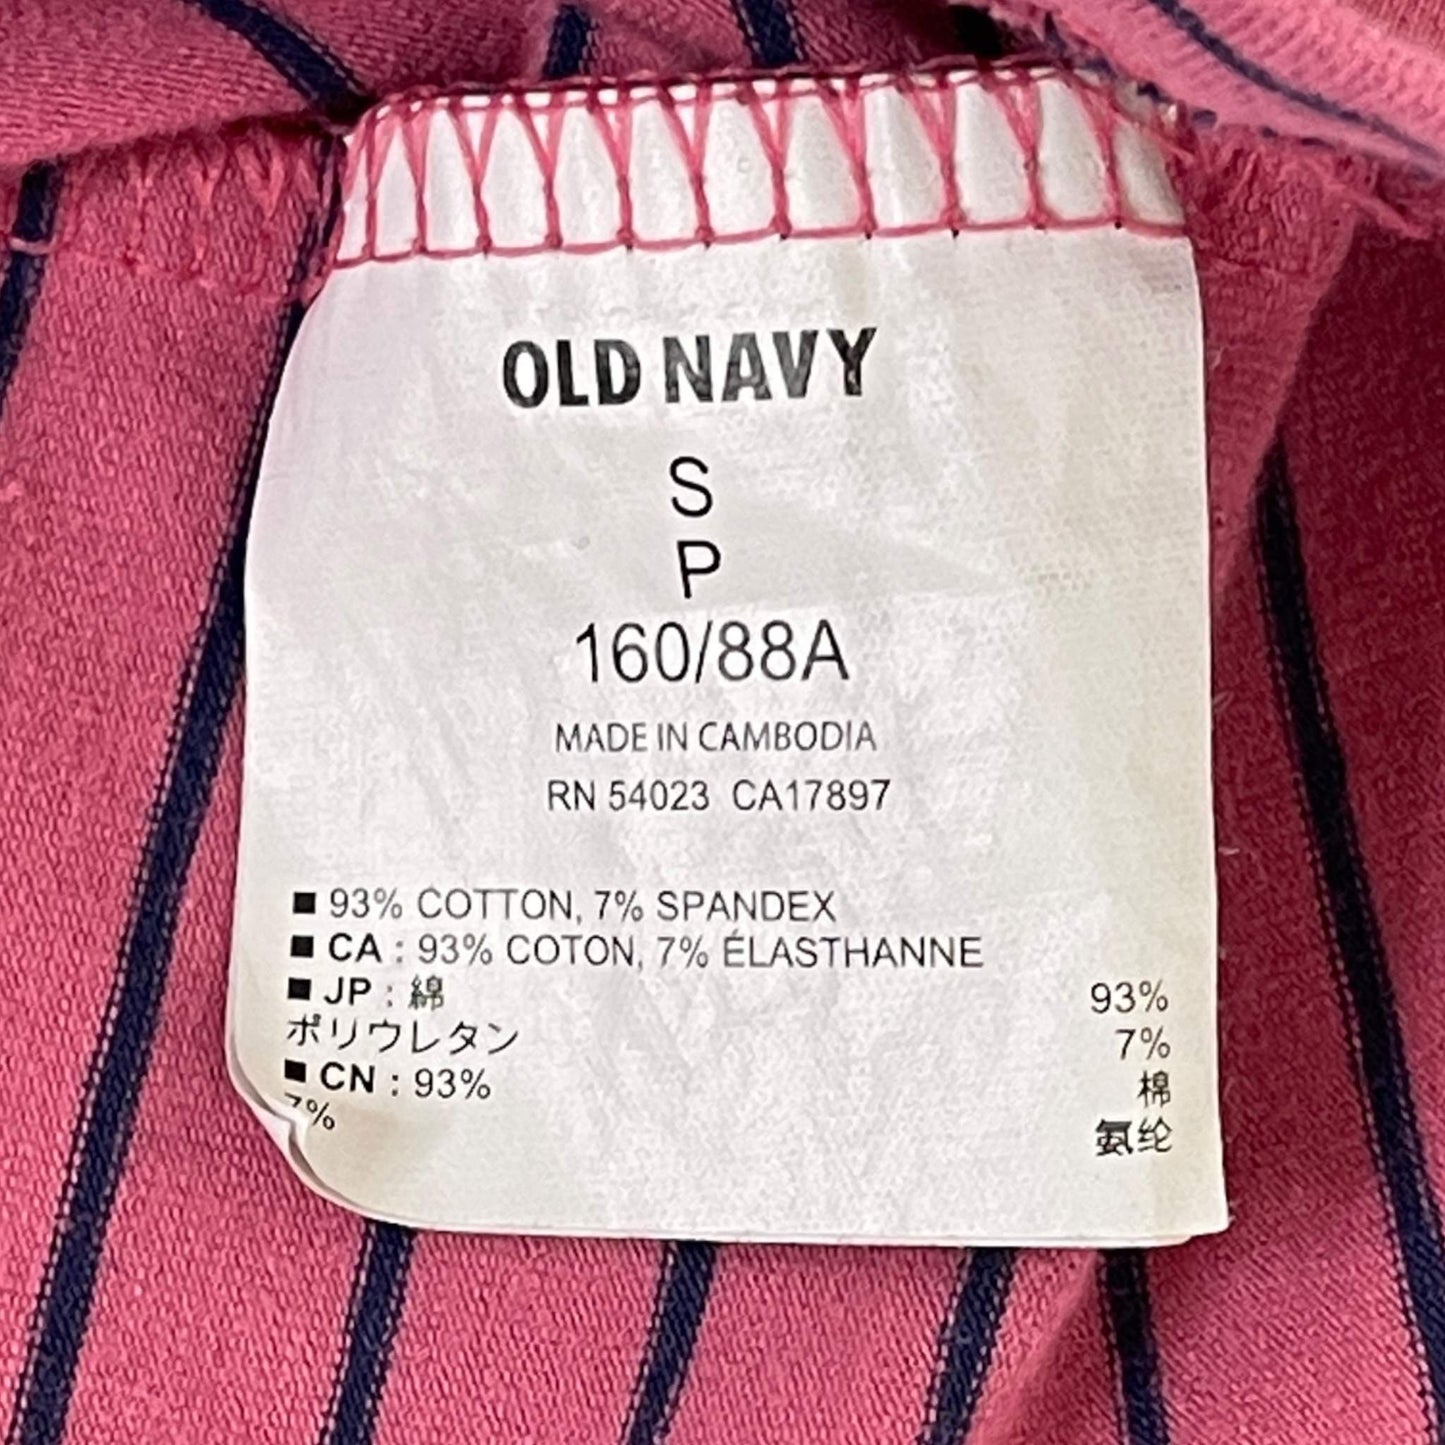 OLD NAVY
S
P
160/88A
MADE IN CAMBODIA
RN 54023 CA17897
■ 93% COTTON, 7% SPANDEX
■ CA : 93% COTON, 7% ÉLASTHANNE
■ JP : 綿 93%
ポリウレタン 7%
■ CN : 93% 棉
7% 氨纶